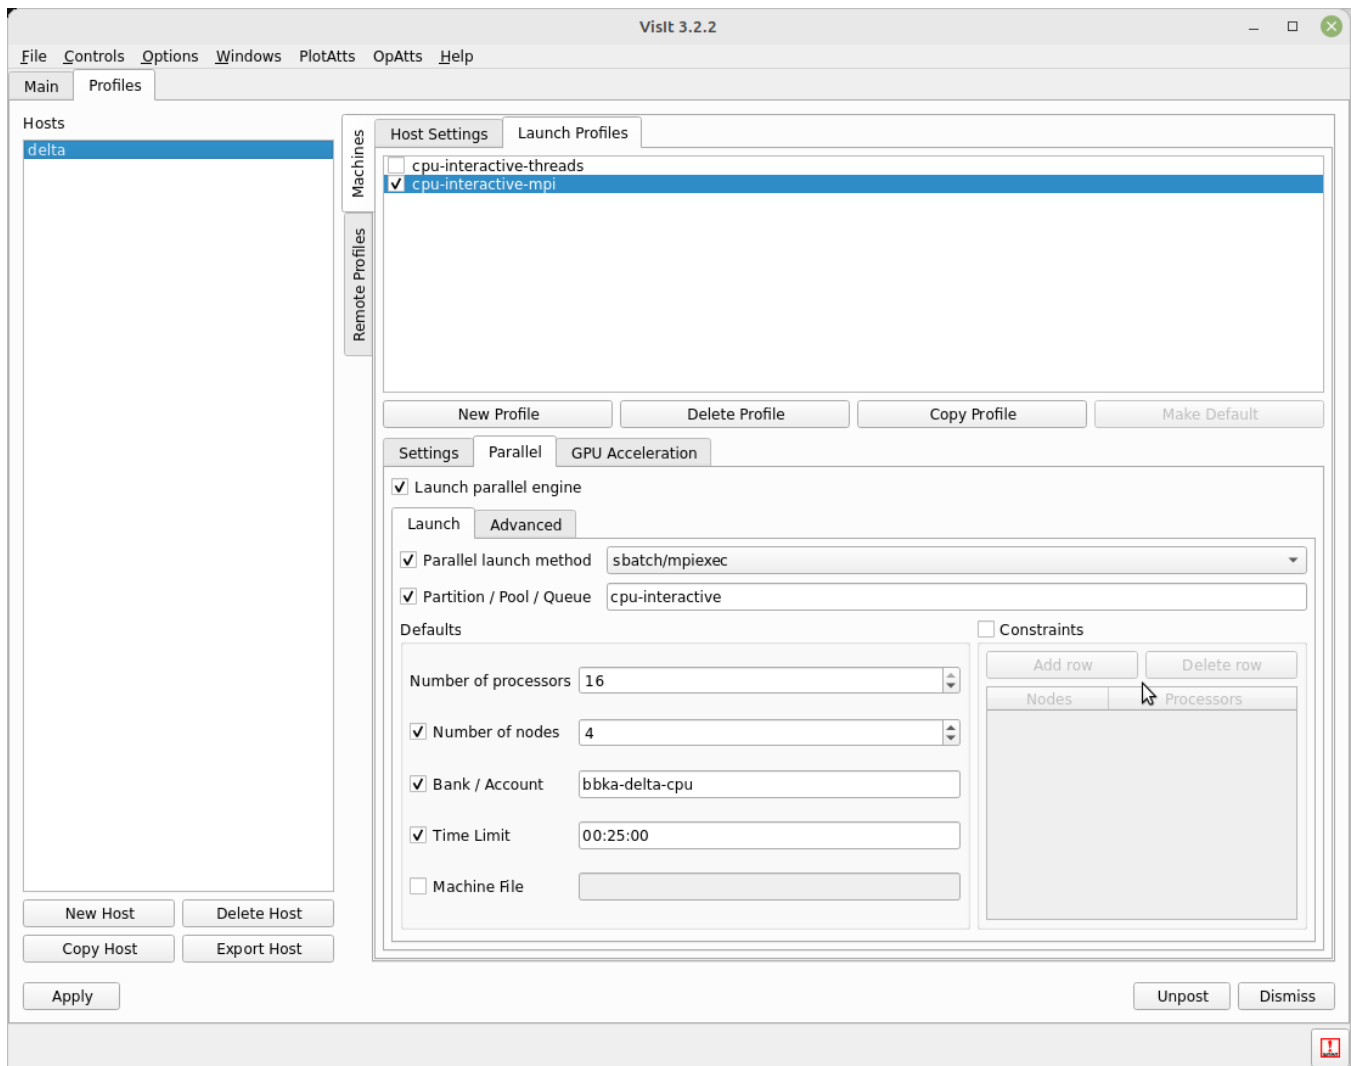 VisIt 3.2.2
File Controls Options Windows PlotAtts OpAtts Help
Main Profiles
Hosts
delta
New Host Delete Host
Copy Host Export Host
Machines
Remote Profiles
Host Settings Launch Profiles
cpu-interactive-threads
cpu-interactive-mpi
New Profile Delete Profile Copy Profile Make Default
Settings Parallel GPU Acceleration
Launch parallel engine
Launch Advanced
Parallel launch method sbatch/mpiexec
Partition / Pool / Queue cpu-interactive
Defaults
Number of processors 16
Number of nodes 4
Bank / Account bbka-delta-cpu
Time Limit 00:25:00
Machine File
Constraints
Add row Delete row
Nodes Processors
Apply Unpost Dismiss